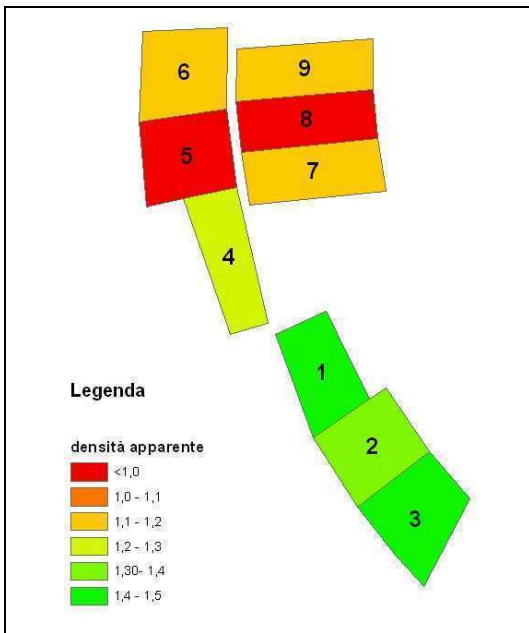 6
9
8
5
7
4
1
2
3
Legenda
densità apparente
<1,0
1,0 - 1,1
1,1 - 1,2
1,2 - 1,3
1,30- 1,4
1,4 - 1,5